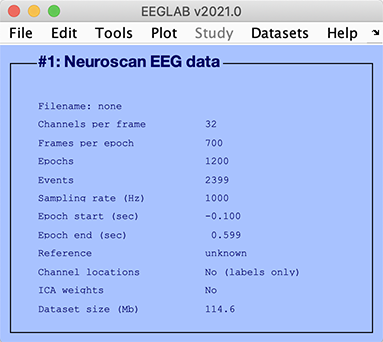 EEGLAB v2021.0
File Edit Tools Plot Study Datasets Help
#1: Neuroscan EEG data
Filename: none
Channels per frame 32
Frames per epoch 700
Epochs 1200
Events 2399
Sampling rate (Hz) 1000
Epoch start (sec) -0.100
Epoch end (sec) 0.599
Reference unknown
Channel locations No (labels only)
ICA weights No
Dataset size (Mb) 114.6